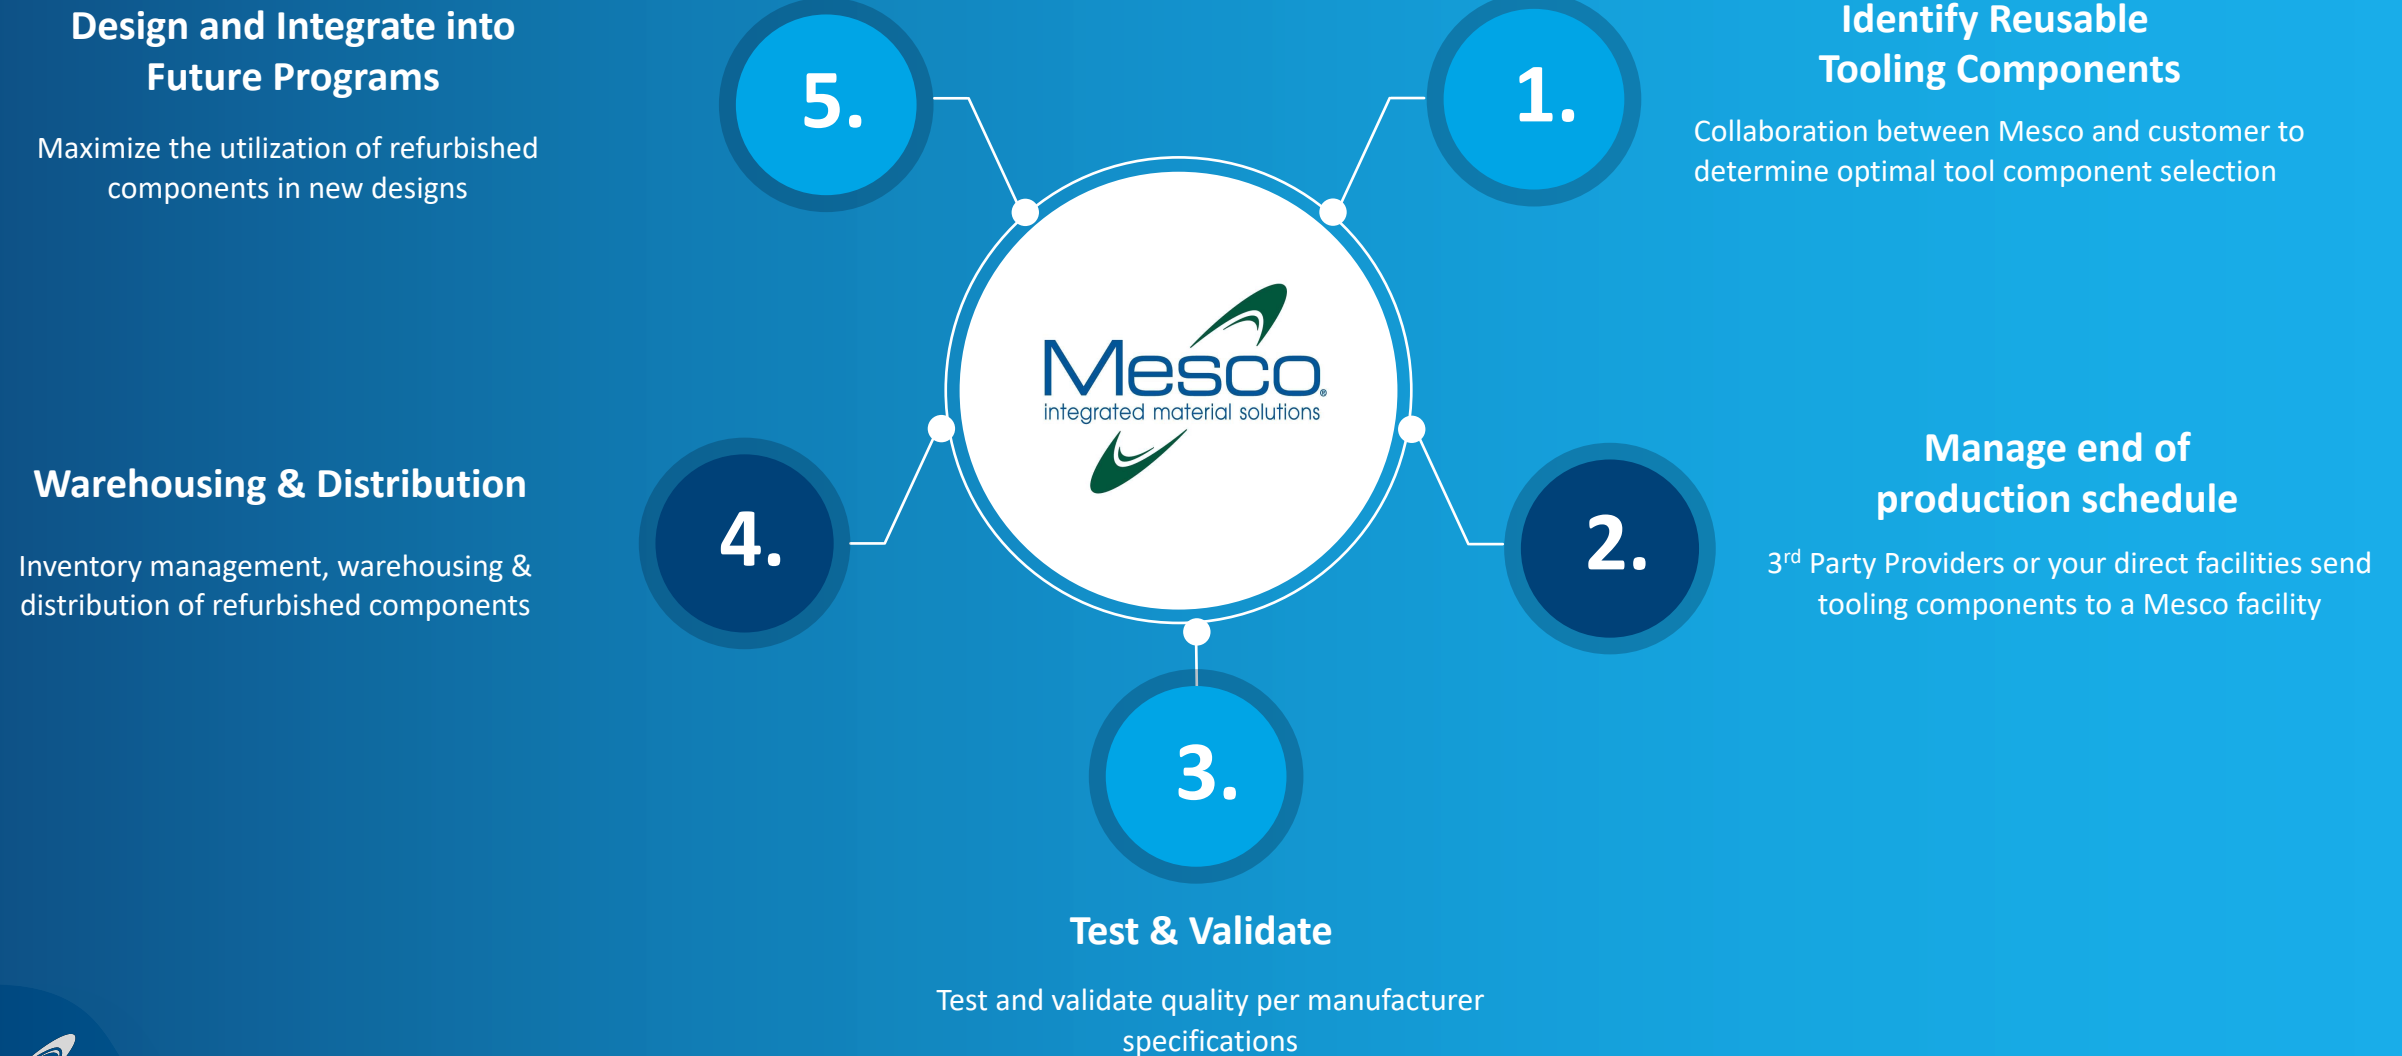 Design and Integrate into
Future Programs
Maximize the utilization of refurbished
components in new designs
5.
1.
Identify Reusable
Tooling Components
Collaboration between Mesco and customer to
determine optimal tool component selection
Mesco®
integrated material solutions
Warehousing & Distribution
Inventory management, warehousing &
distribution of refurbished components
4.
2.
Manage end of
production schedule
3rd Party Providers or your direct facilities send
tooling components to a Mesco facility
3.
Test & Validate
Test and validate quality per manufacturer
specifications